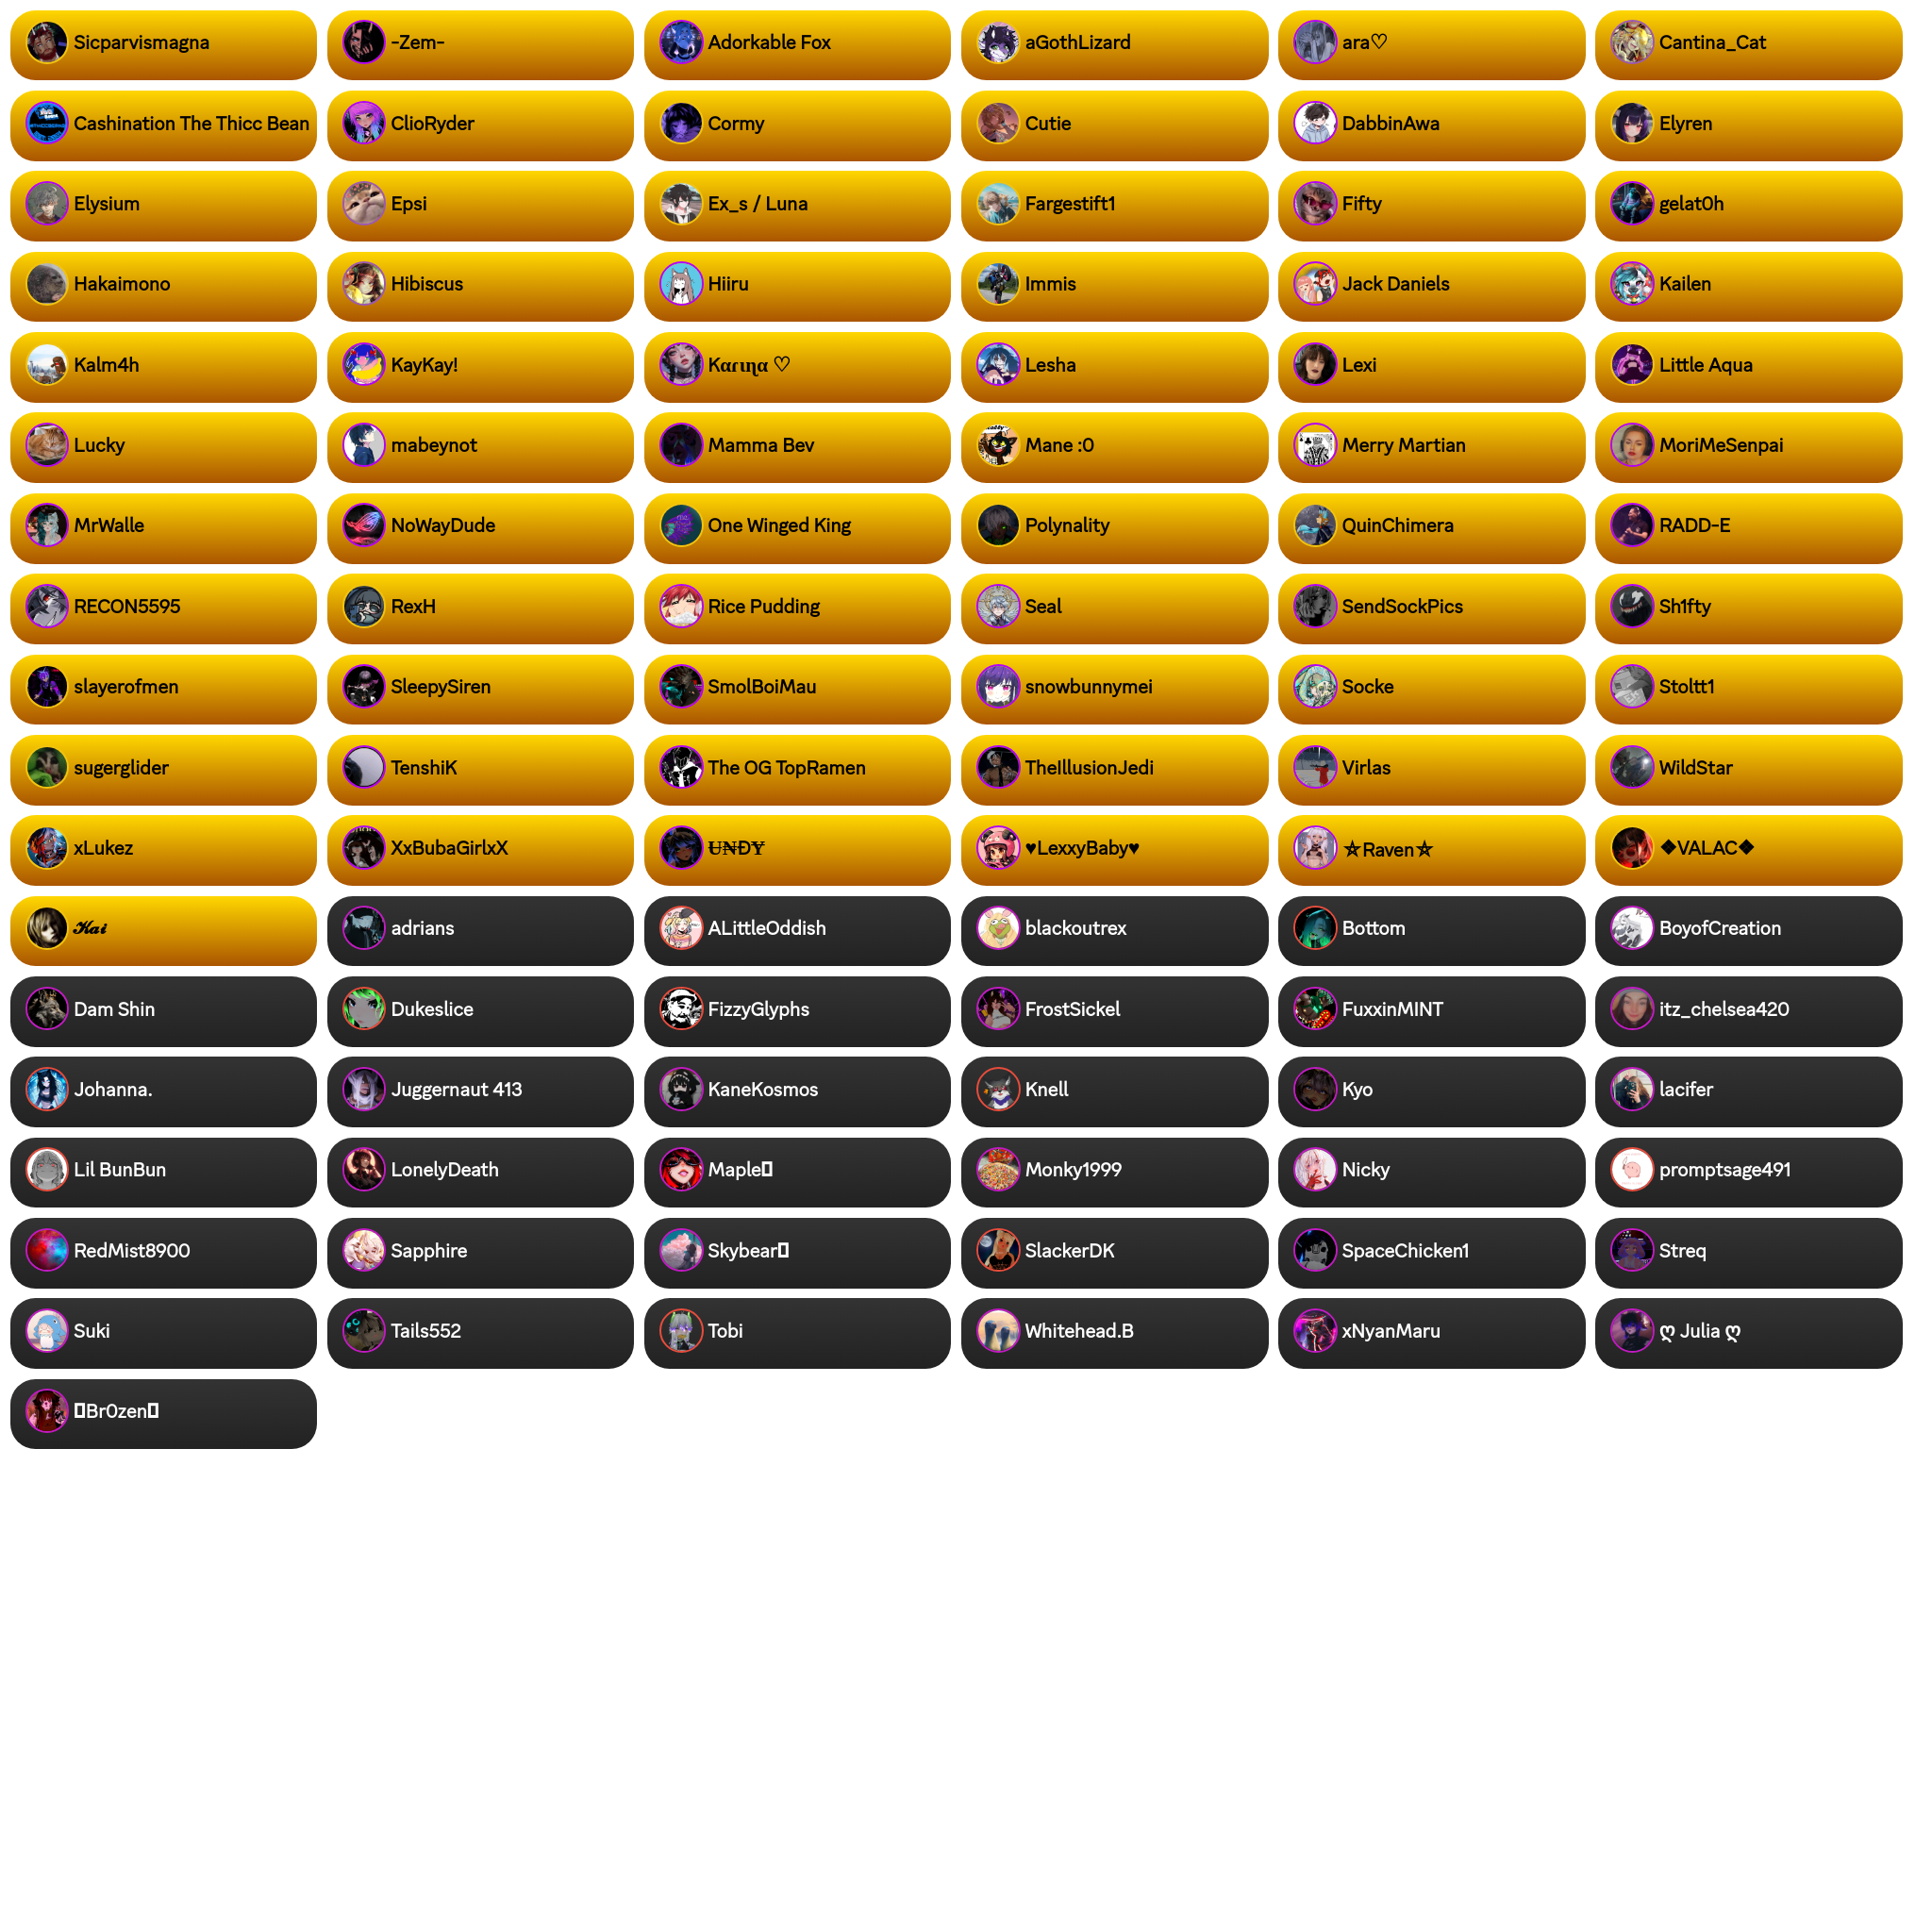 Sicparvismagna
-Zem-
Adorkable Fox
aGothLizard
ara♡
Cantina_Cat
Cashination The Thicc Bean
ClioRyder
Cormy
Cutie
DabbinAwa
Elyren
Elysium
Epsi
Ex_s / Luna
Fargestift1
Fifty
gelat0h
Hakaimono
Hibiscus
Hiiru
Immis
Jack Daniels
Kailen
Kalm4h
KayKay!
Kαɾιɳα ♡
Lesha
Lexi
Little Aqua
Lucky
mabeynot
Mamma Bev
Mane :0
Merry Martian
MoriMeSenpai
MrWalle
NoWayDude
One Winged King
Polynality
QuinChimera
RADD-E
RECON5595
RexH
Rice Pudding
Seal
SendSockPics
Sh1fty
slayerofmen
SleepySiren
SmolBoiMau
snowbunnymei
Socke
Stoltt1
sugerglider
TenshiK
The OG TopRamen
TheIllusionJedi
Virlas
WildStar
xLukez
XxBubaGirlxX
U̶₦ĐɎ
♥LexxyBaby♥
⛤Raven⛤
❖VALAC❖
𝓚𝓪𝓲
adrians
ALittleOddish
blackoutrex
Bottom
BoyofCreation
Dam Shin
Dukeslice
FizzyGlyphs
FrostSickel
FuxxinMINT
itz_chelsea420
Johanna.
Juggernaut 413
KaneKosmos
Knell
Kyo
lacifer
Lil BunBun
LonelyDeath
Maple
Monky1999
Nicky
promptsage491
RedMist8900
Sapphire
Skybear
SlackerDK
SpaceChicken1
Streq
Suki
Tails552
Tobi
Whitehead.B
xNyanMaru
ღ Julia ღ
Br0zen